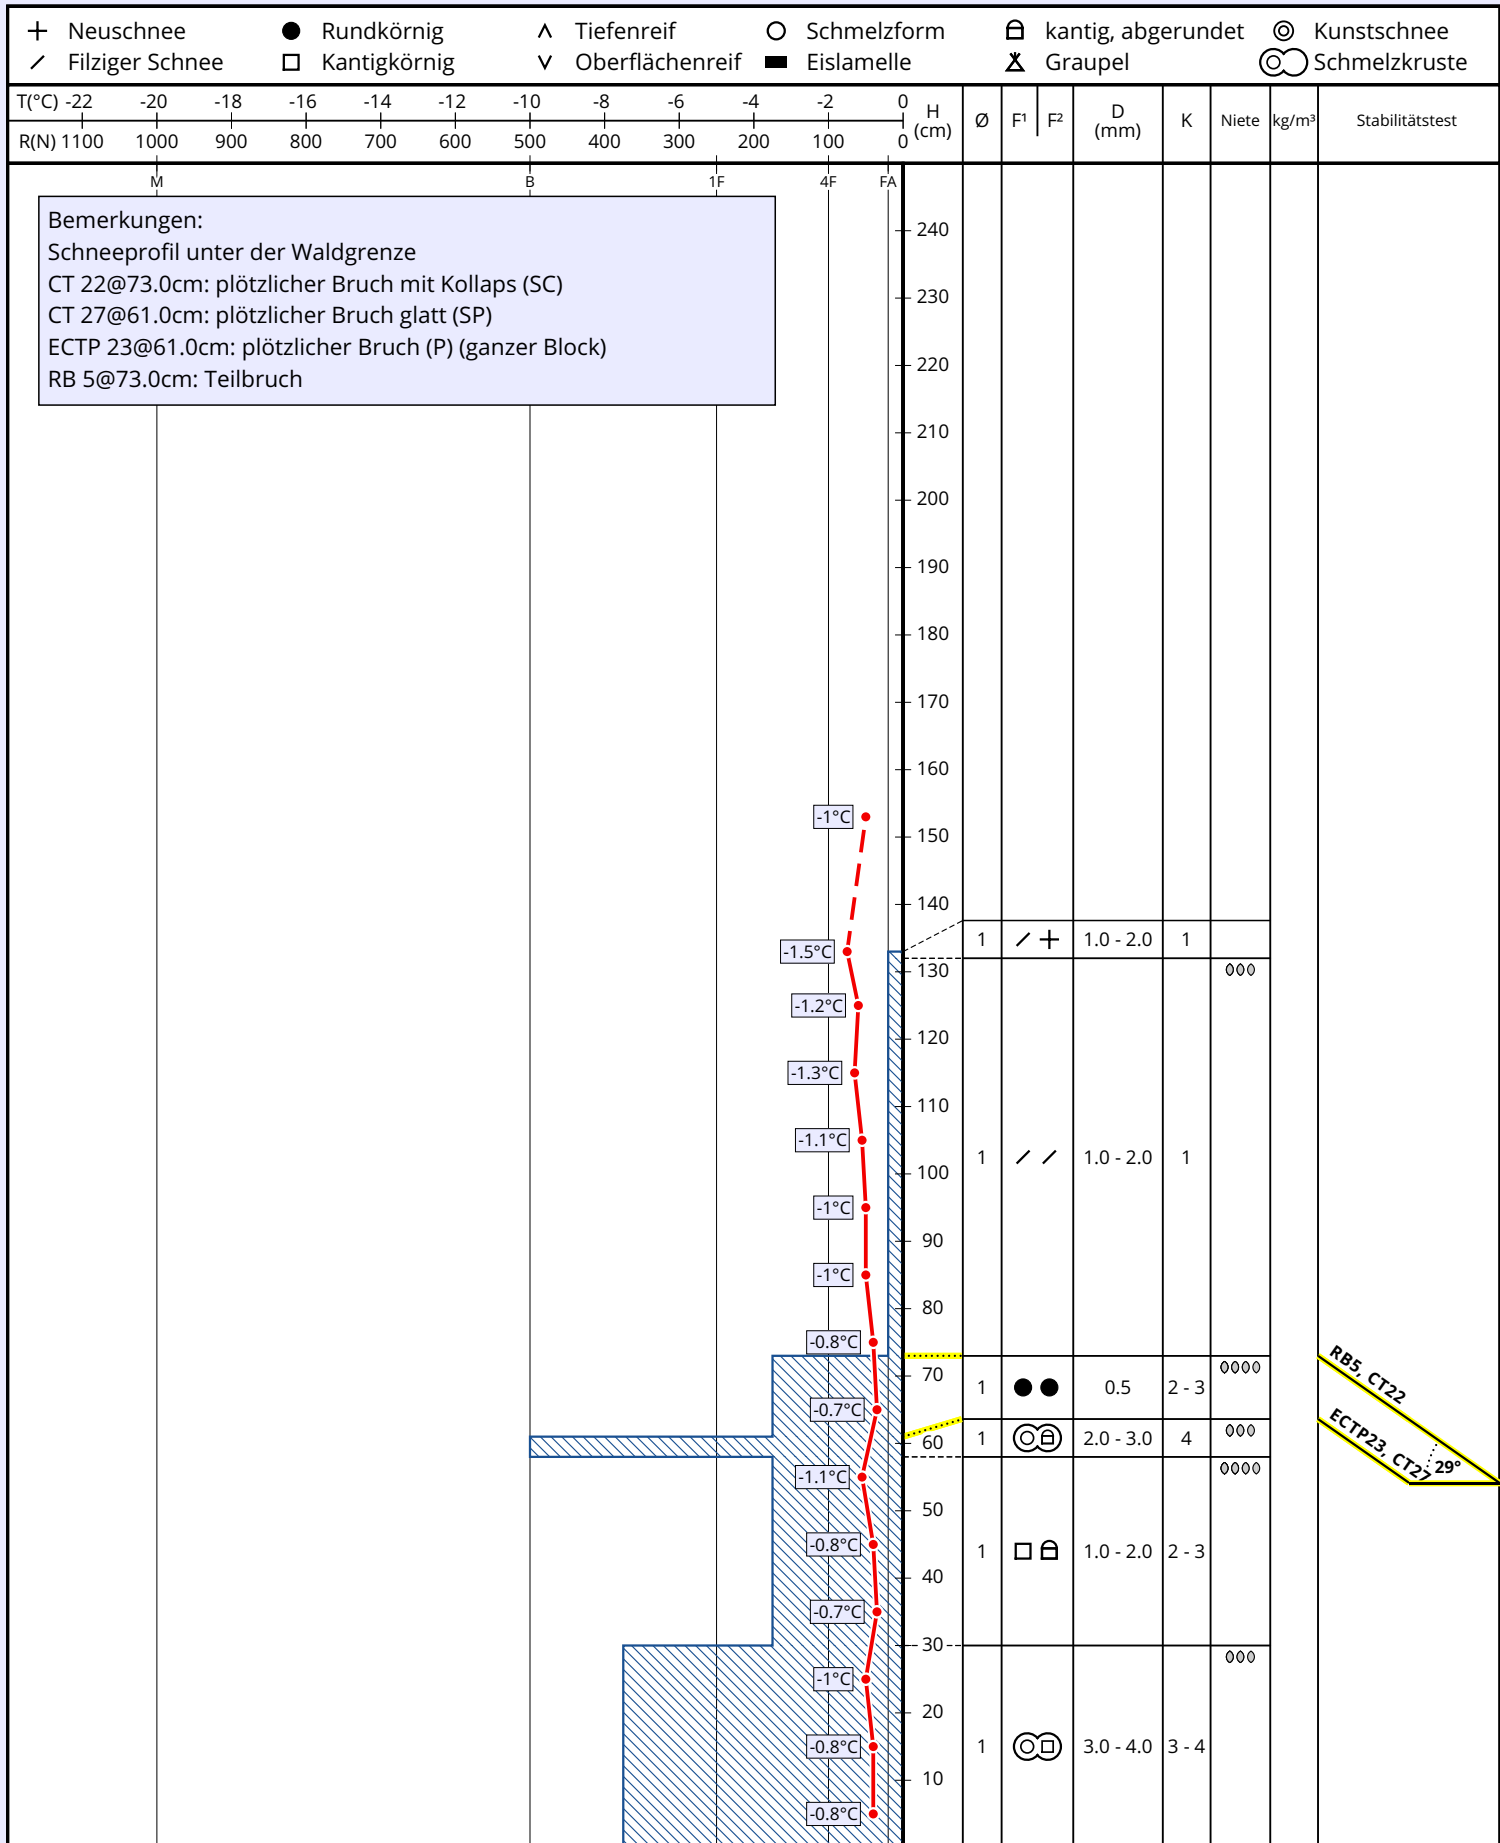 Neuschnee Rundkörnig Tiefenreif Schmelzform kantig, abgerundet Kunstschnee
Filziger Schnee Kantigkörnig Oberflächenreif Eislamelle Graupel Schmelzkruste
T(°C) -22 -20 -18 -16 -14 -12 -10 -8 -6 -4 -2 0
R(N) 1100 1000 900 800 700 600 500 400 300 200 100 0
H (cm) Ø F¹ F² D (mm) K Niete kg/m³ Stabilitätstest
M B 1F 4F FA
Bemerkungen:
Schneeprofil unter der Waldgrenze
CT 22@73.0cm: plötzlicher Bruch mit Kollaps (SC)
CT 27@61.0cm: plötzlicher Bruch glatt (SP)
ECTP 23@61.0cm: plötzlicher Bruch (P) (ganzer Block)
RB 5@73.0cm: Teilbruch
240
230
220
210
200
190
180
170
160
-1°C
150
140
1 1.0 - 2.0 1
-1.5°C
130
-1.2°C
120
-1.3°C
110
-1.1°C
1 1.0 - 2.0 1
100
-1°C
90
-1°C
80
-0.8°C
70
RB5, CT22
1 0.5 2 - 3
-0.7°C
60
1 2.0 - 3.0 4
ECTP23, CT27
29°
-1.1°C
50
-0.8°C
1 1.0 - 2.0 2 - 3
40
-0.7°C
30
-1°C
20
-0.8°C
1 3.0 - 4.0 3 - 4
10
-0.8°C